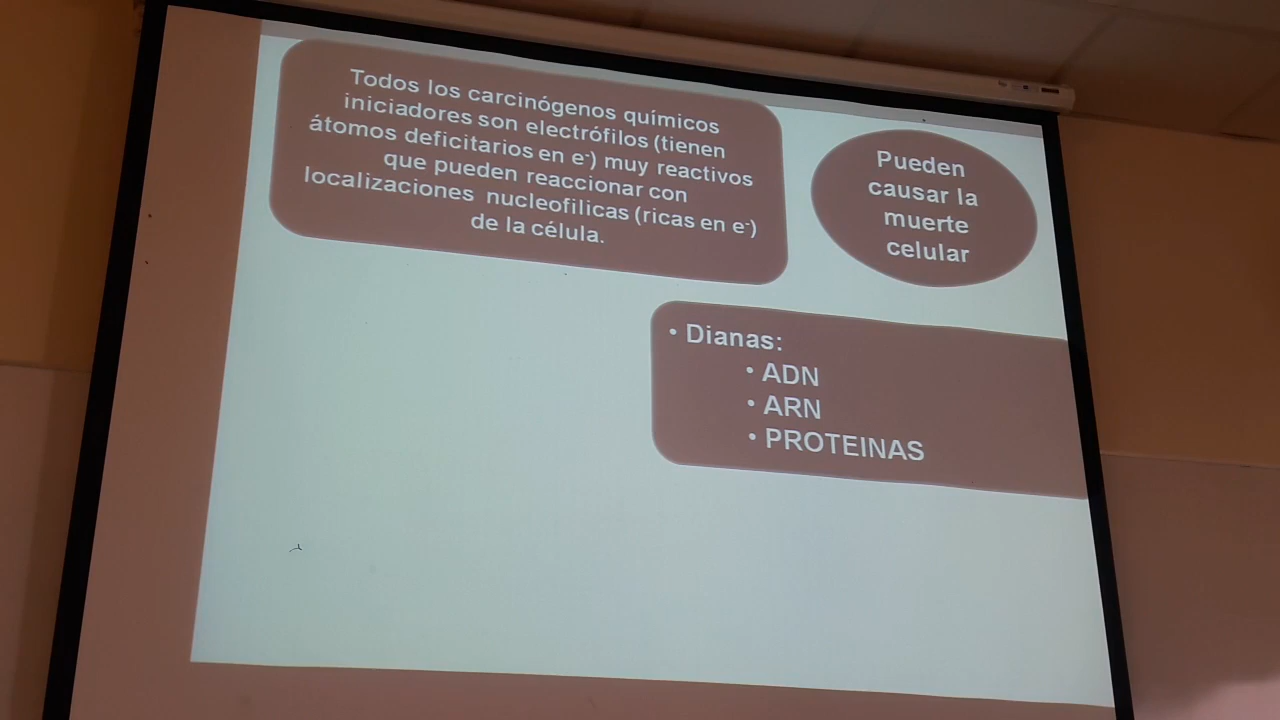 Todos los carcinógenos químicos
iniciadores son electrófilos (tienen
átomos deficitarios en e-) muy reactivos
que pueden reaccionar con
localizaciones nucleofilicas (ricas en e-)
de la célula.
Pueden
causar la
muerte
celular
• Dianas:
• ADN
• ARN
• PROTEINAS